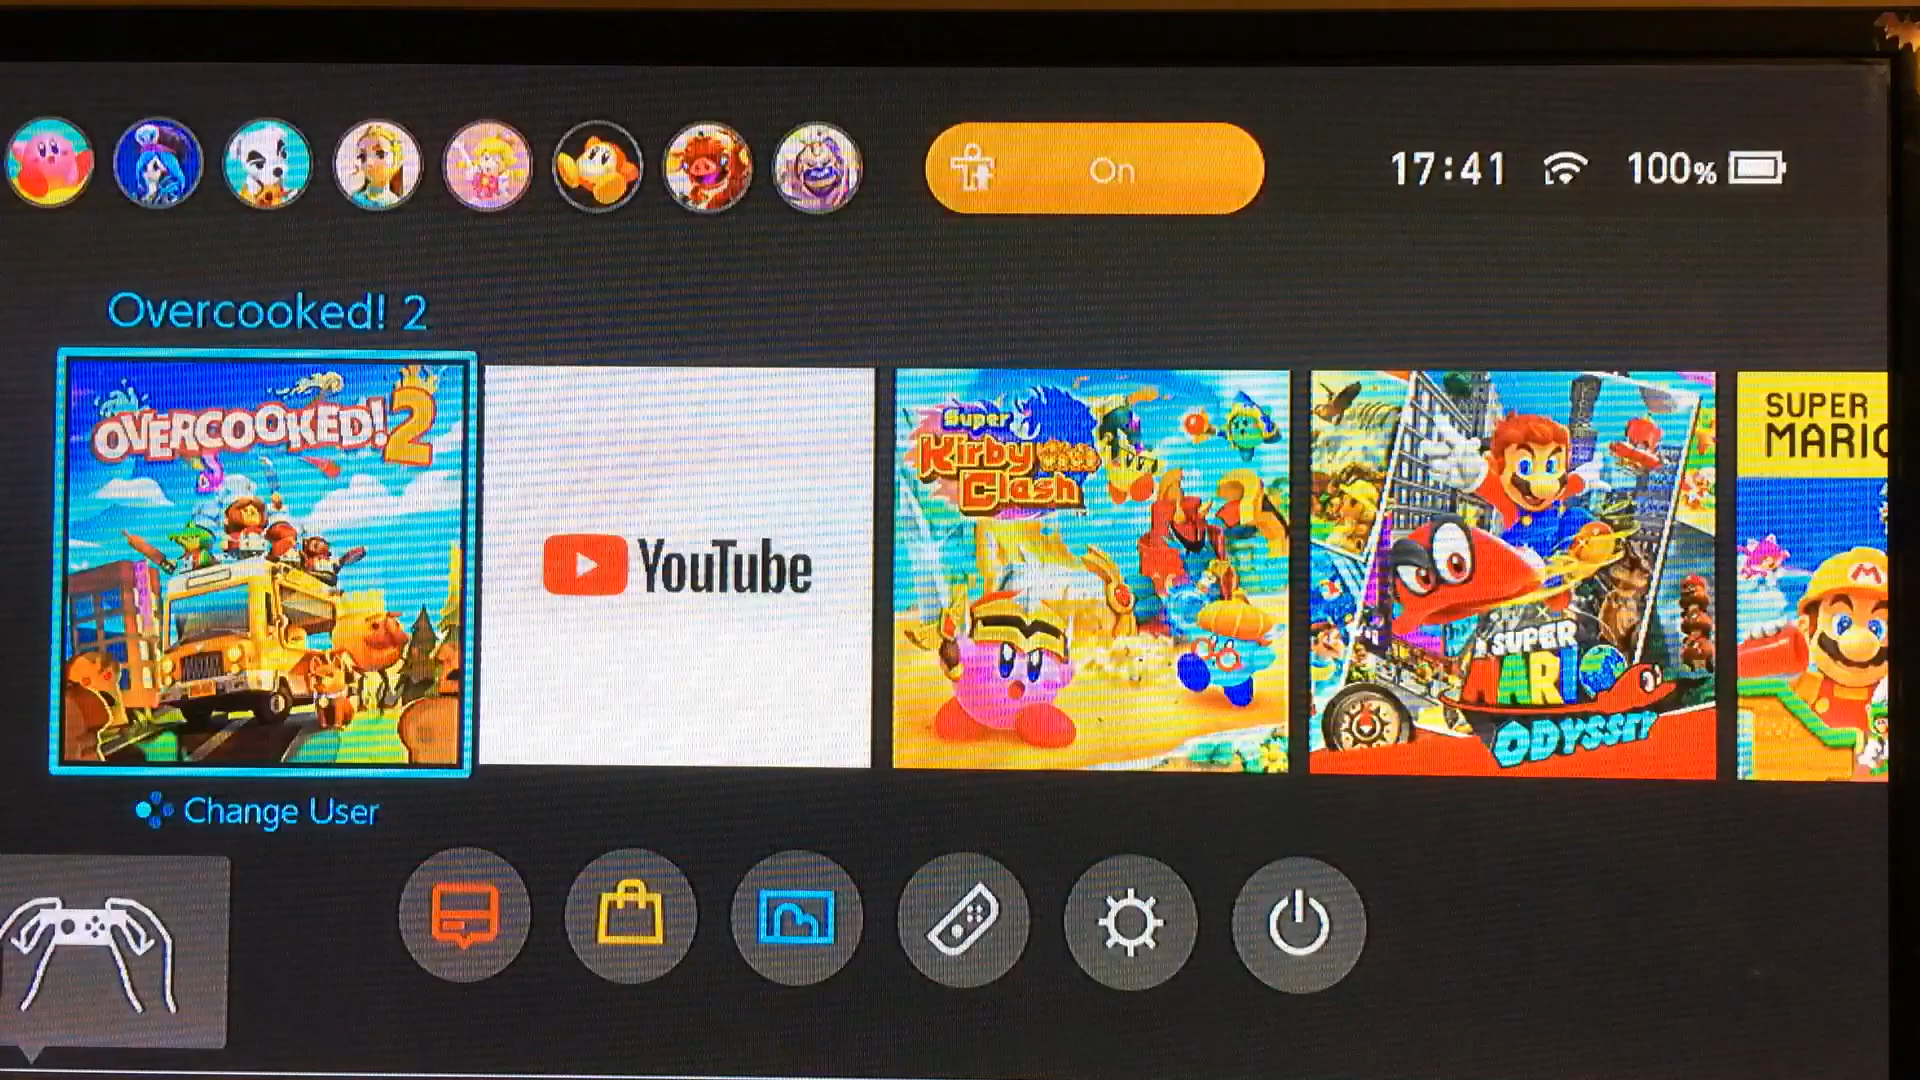 On
17:41
100%
Overcooked! 2
OVERCOOKED! 2
YouTube
Super
Kirby
Clash
SUPER
MARIO
ODYSSEY
SUPER
MARIO
M
Change User